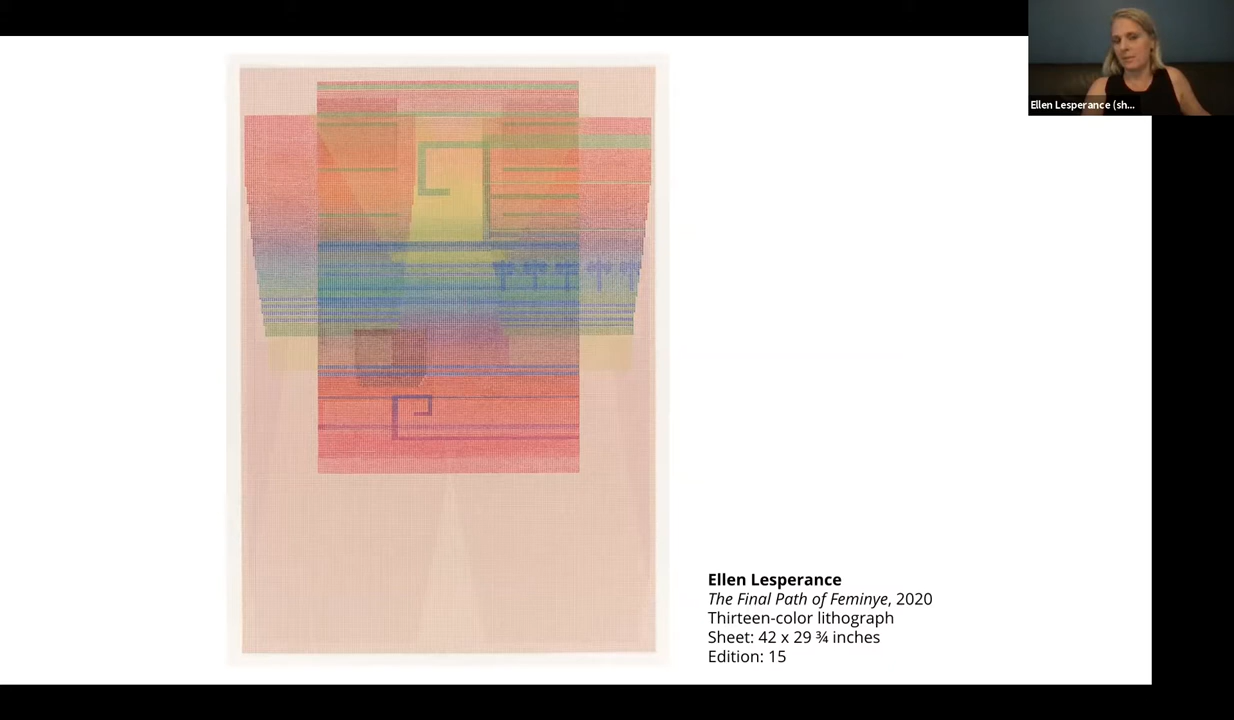 Ellen Lesperance (sh...
Ellen Lesperance
The Final Path of Feminye, 2020
Thirteen-color lithograph
Sheet: 42 x 29 ¾ inches
Edition: 15